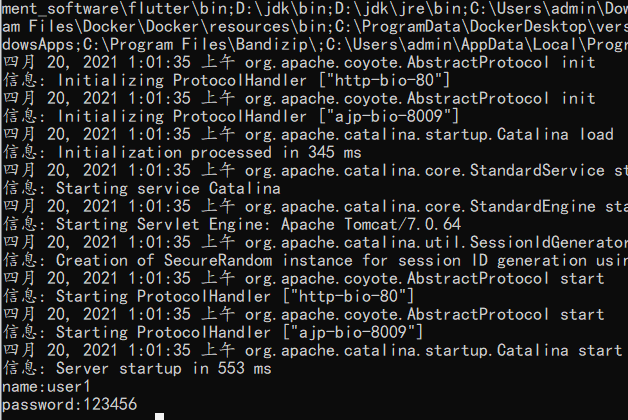 ment_software\flutter\bin;D:\jdk\bin;D:\jdk\jre\bin;C:\Users\admin\Dow
am Files\Docker\Docker\resources\bin;C:\ProgramData\DockerDesktop\vers
dowsApps;C:\Program Files\Bandizip\;C:\Users\admin\AppData\Local\Progr
四月 20, 2021 1:01:35 上午 org.apache.coyote.AbstractProtocol init
信息: Initializing ProtocolHandler ["http-bio-80"]
四月 20, 2021 1:01:35 上午 org.apache.coyote.AbstractProtocol init
信息: Initializing ProtocolHandler ["ajp-bio-8009"]
四月 20, 2021 1:01:35 上午 org.apache.catalina.startup.Catalina load
信息: Initialization processed in 345 ms
四月 20, 2021 1:01:35 上午 org.apache.catalina.core.StandardService st
信息: Starting service Catalina
四月 20, 2021 1:01:35 上午 org.apache.catalina.core.StandardEngine sta
信息: Starting Servlet Engine: Apache Tomcat/7.0.64
四月 20, 2021 1:01:35 上午 org.apache.catalina.util.SessionIdGenerator
信息: Creation of SecureRandom instance for session ID generation usin
四月 20, 2021 1:01:35 上午 org.apache.coyote.AbstractProtocol start
信息: Starting ProtocolHandler ["http-bio-80"]
四月 20, 2021 1:01:35 上午 org.apache.coyote.AbstractProtocol start
信息: Starting ProtocolHandler ["ajp-bio-8009"]
四月 20, 2021 1:01:35 上午 org.apache.catalina.startup.Catalina start
信息: Server startup in 553 ms
name:user1
password:123456